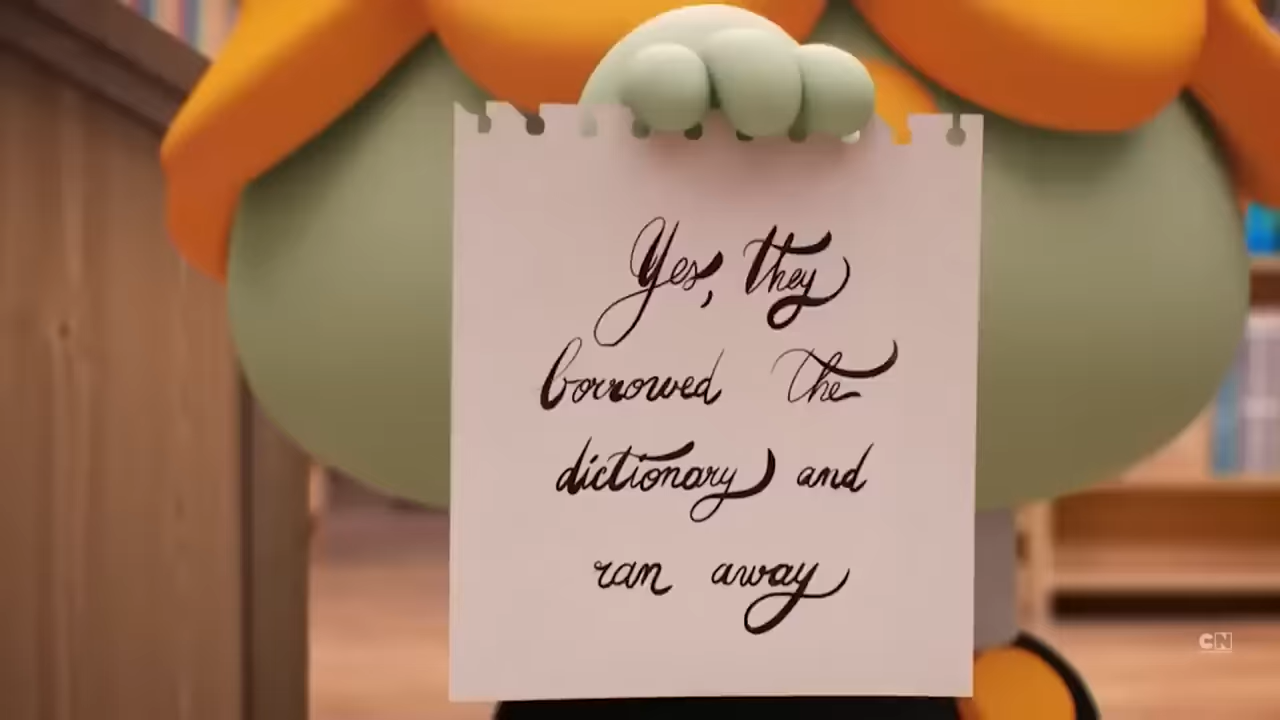 Yes, they
borrowed the
dictionary and
ran away
CN